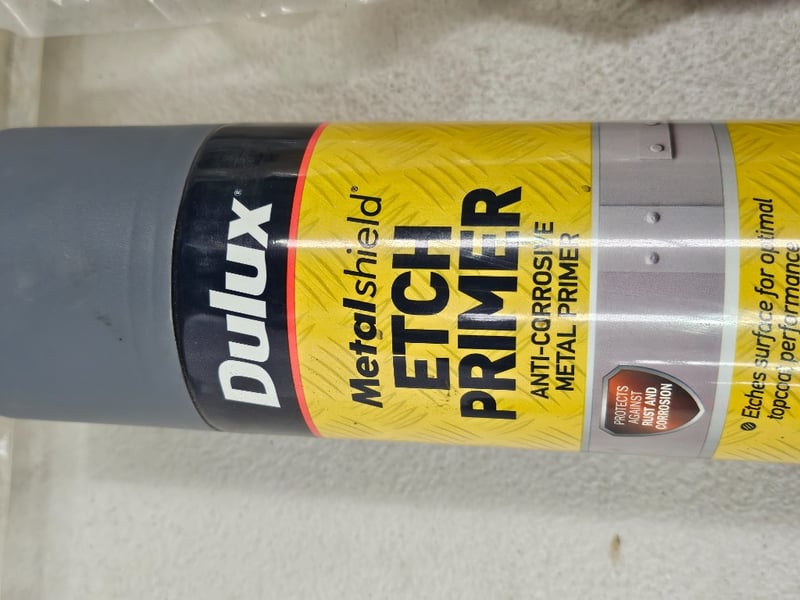 Dulux®
Metalshield®
ETCH
PRIMER
ANTI-CORROSIVE
METAL PRIMER
PROTECTS
AGAINST
RUST AND
CORROSION
Etches surface for optimal
topcoat performance